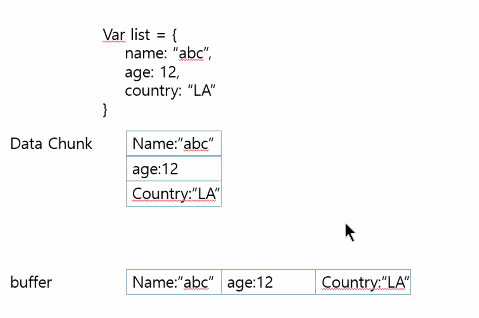 Var list = {
name: “abc”,
age: 12,
country: “LA”
}
Data Chunk
Name:”abc”
age:12
Country:”LA”
buffer
Name:”abc” age:12 Country:”LA”